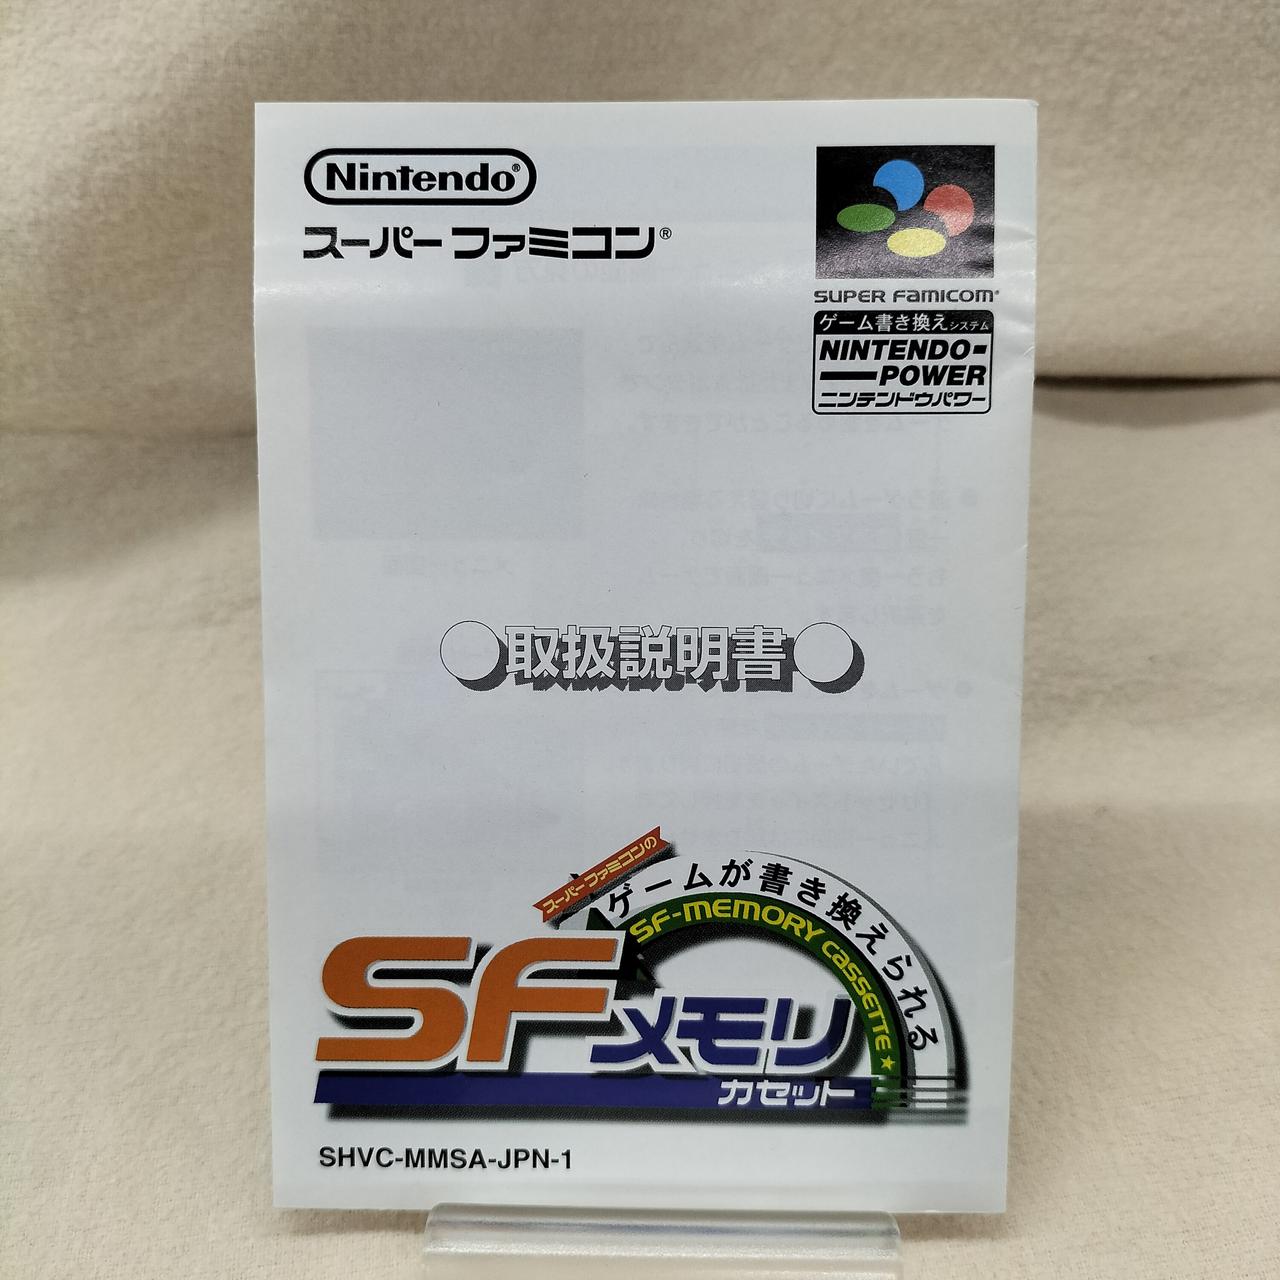 Nintendo®
スーパーファミコン®
SUPER FAMICOM®
ゲーム書き換えシステム
NINTENDO-
POWER
ニンテンドウパワー
○取扱説明書○
スーパーファミコンの
ゲームが書き換えられる
SF-MEMORY CASSETTE★
SFメモリ
カセット
SHVC-MMSA-JPN-1